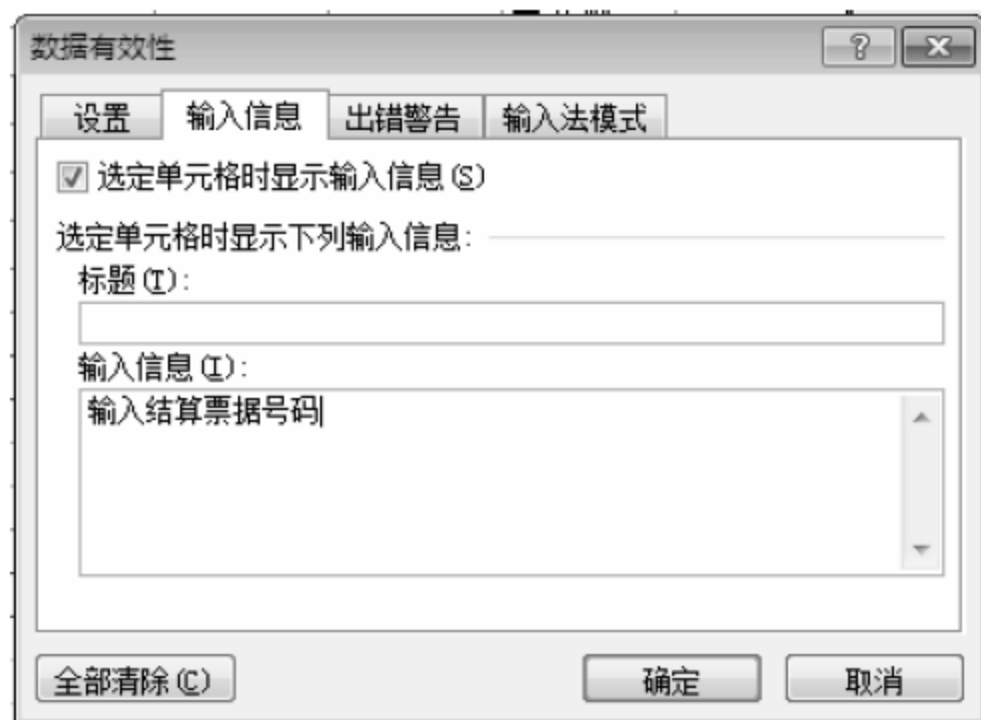 数据有效性
设置 输入信息 出错警告 输入法模式
选定单元格时显示输入信息(S)
选定单元格时显示下列输入信息:
标题(T):
输入信息(I):
输入结算票据号码
全部清除(C) 确定 取消